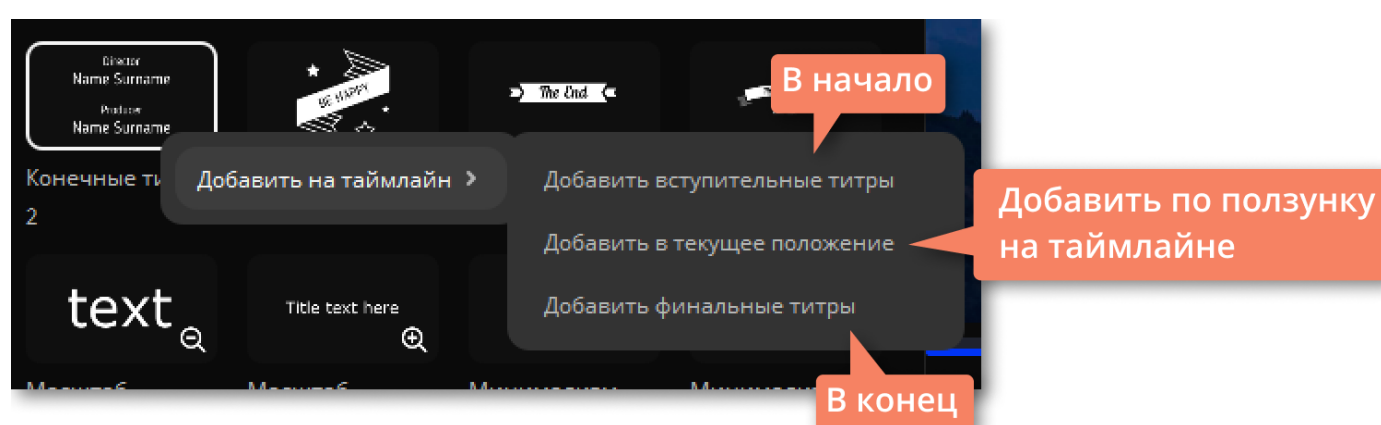 Director
Name Surname
Producer
Name Surname
BE HAPPY
The End
В начало
Конечные
2
Добавить на таймлайн
Добавить вступительные титры
Добавить в текущее положение
Добавить финальные титры
Добавить по ползунку
на таймлайне
text
Title text here
В конец